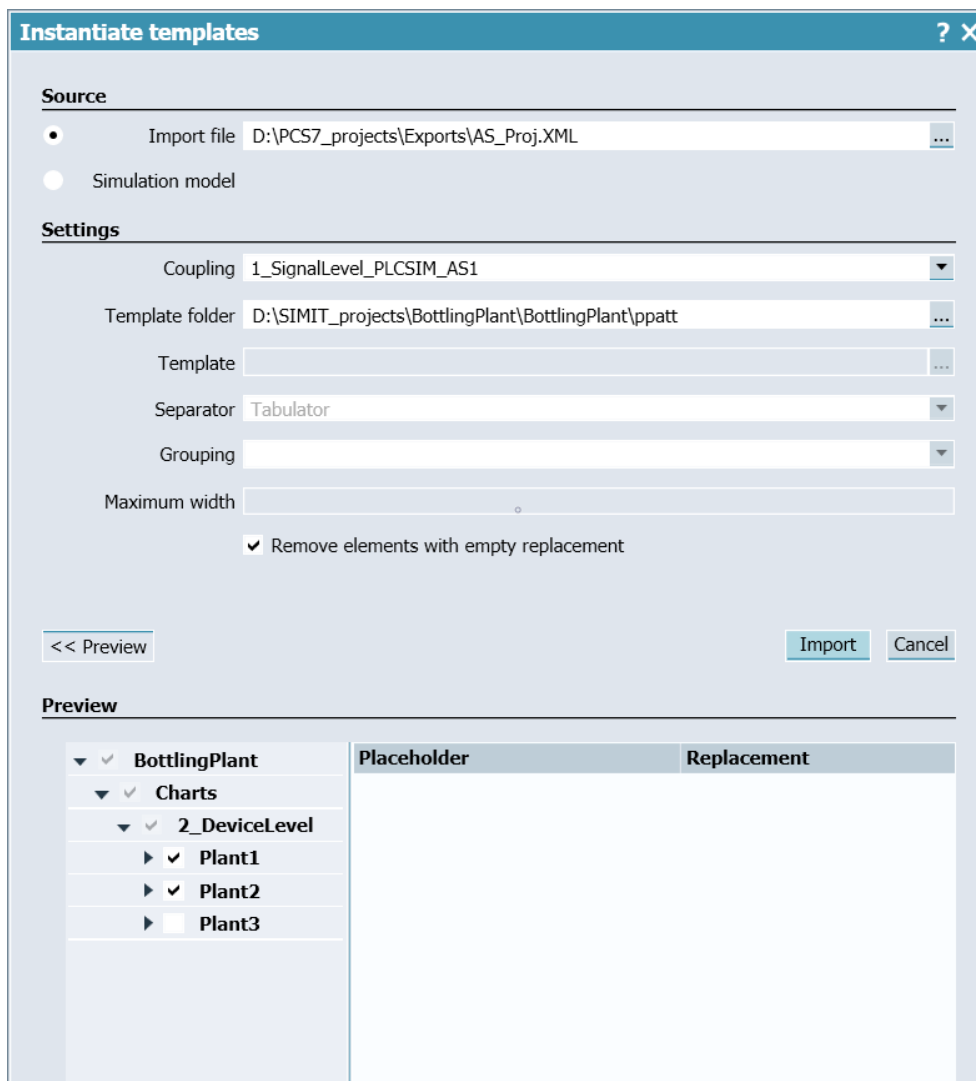 Instantiate templates ? X
Source
Import file D:\PCS7_projects\Exports\AS_Proj.XML ...
Simulation model
Settings
Coupling 1_SignalLevel_PLCSIM_AS1
Template folder D:\SIMIT_projects\BottlingPlant\BottlingPlant\ppatt ...
Template ...
Separator Tabulator
Grouping
Maximum width
Remove elements with empty replacement
<< Preview Import Cancel
Preview
BottlingPlant Placeholder Replacement
Charts
2_DeviceLevel
Plant1
Plant2
Plant3